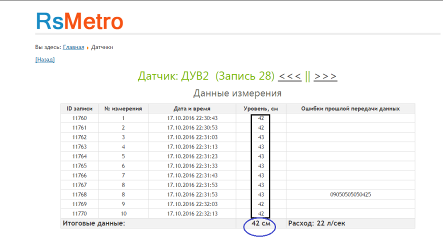 RsMetro
Вы здесь: Главная › Датчики
[Назад]
Датчик: ДУВ2 (Запись 28) <<< || >>>
Данные измерения
ID записи № измерения Дата и время Уровень, см Ошибки прошлой передачи данных
11760 1 17.10.2016 22:30:43 42
11761 2 17.10.2016 22:30:53 42
11762 3 17.10.2016 22:31:03 43
11763 4 17.10.2016 22:31:13 43
11764 5 17.10.2016 22:31:23 43
11765 6 17.10.2016 22:31:33 43
11766 7 17.10.2016 22:31:43 43
11767 8 17.10.2016 22:31:53 43
11768 8 17.10.2016 22:31:53 43 09050505050425
11769 9 17.10.2016 22:32:03 42
11770 10 17.10.2016 22:32:13 42
Итоговые данные: 42 см Расход: 22 л/сек